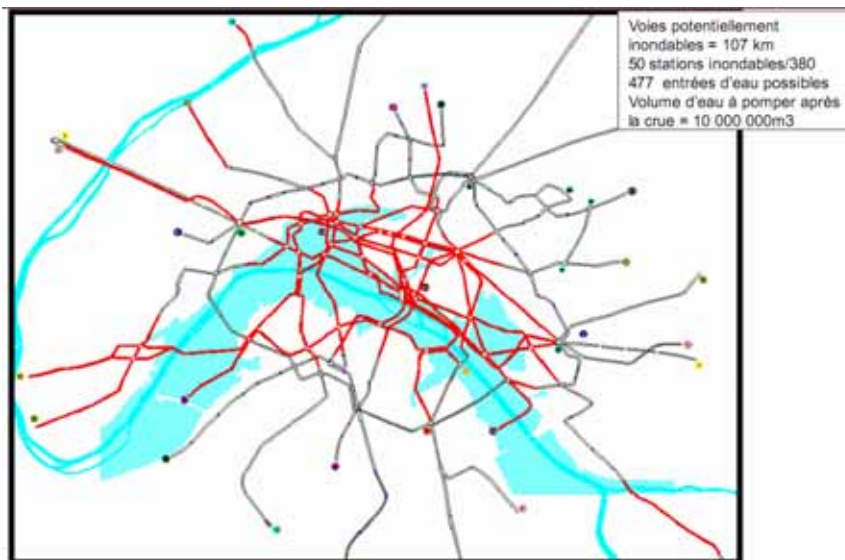 Voies potentiellement
inondables = 107 km
50 stations inondables/380
477 entrées d'eau possibles
Volume d'eau à pomper après
la crue = 10 000 000m3